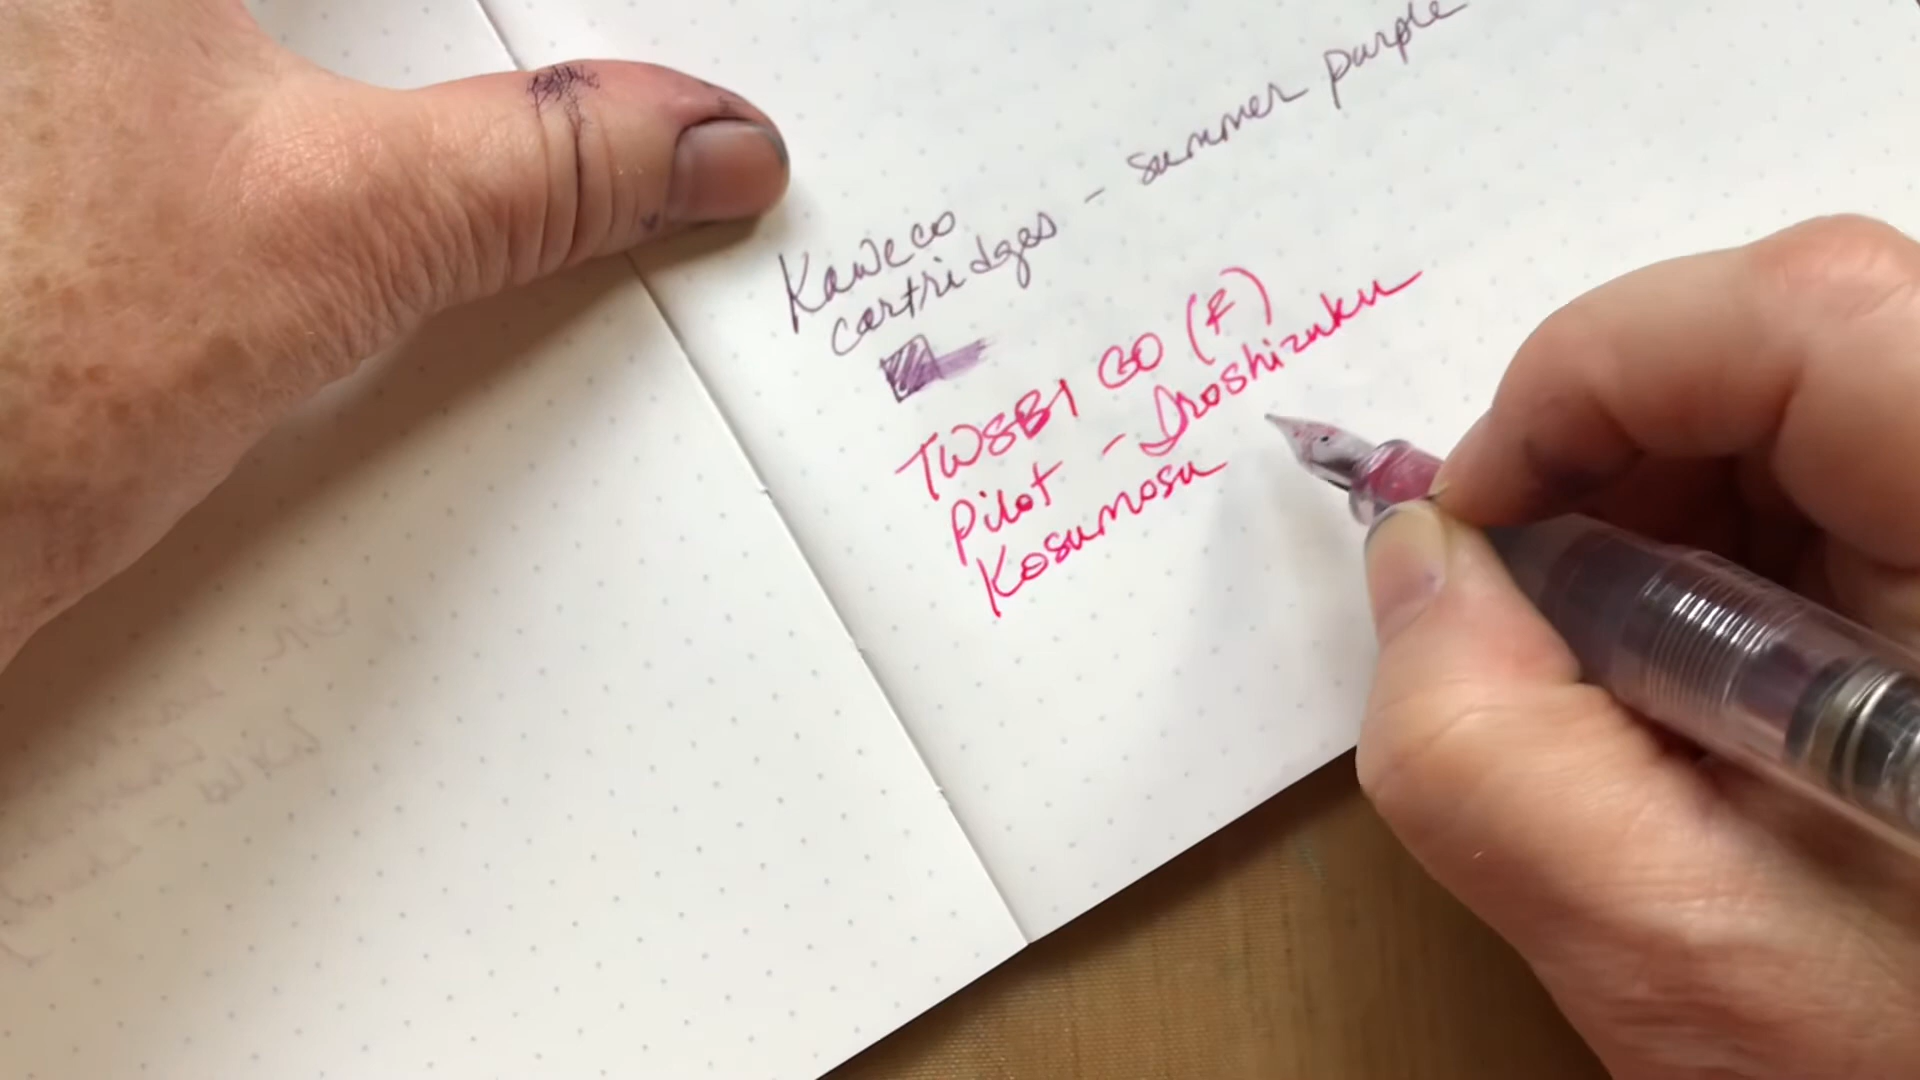 Kaweco
cartridges - summer purple
TWSBI GO (F)
Pilot - Iroshizuku
Kosumosu